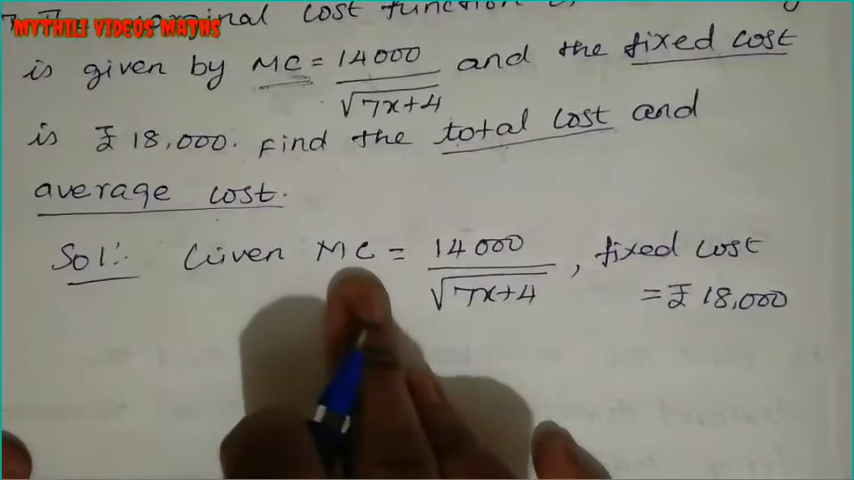 MYTHILI VIDEOS MATHS
marginal cost function
is given by MC = 14000/√7x+4 and the fixed cost
is ₹ 18,000. Find the total cost and
average cost.
Sol:- Given MC = 14000/√7x+4, fixed cost
= ₹ 18,000